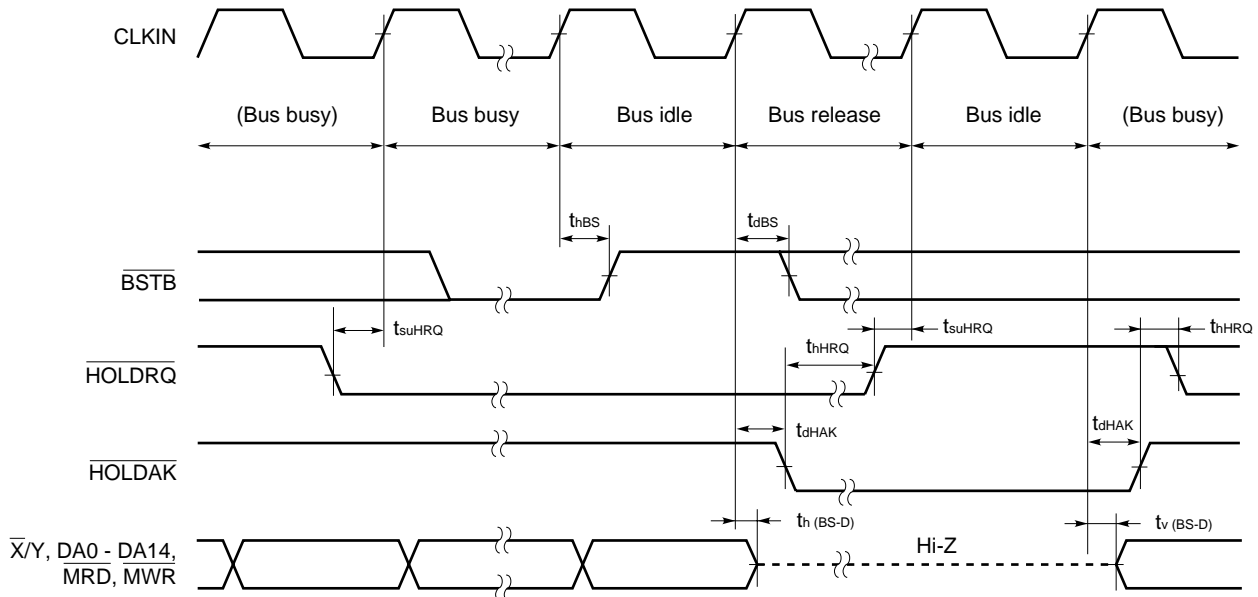 CLKIN
(Bus busy) Bus busy Bus idle Bus release Bus idle (Bus busy)
thBS tdBS
BSTB
tsuHRQ tsuHRQ thHRQ
thHRQ
HOLDRQ
tdHAK tdHAK
HOLDAK
th (BS-D) tv (BS-D)
X̅/Y, DA0 - DA14, Hi-Z
MRD, MWR